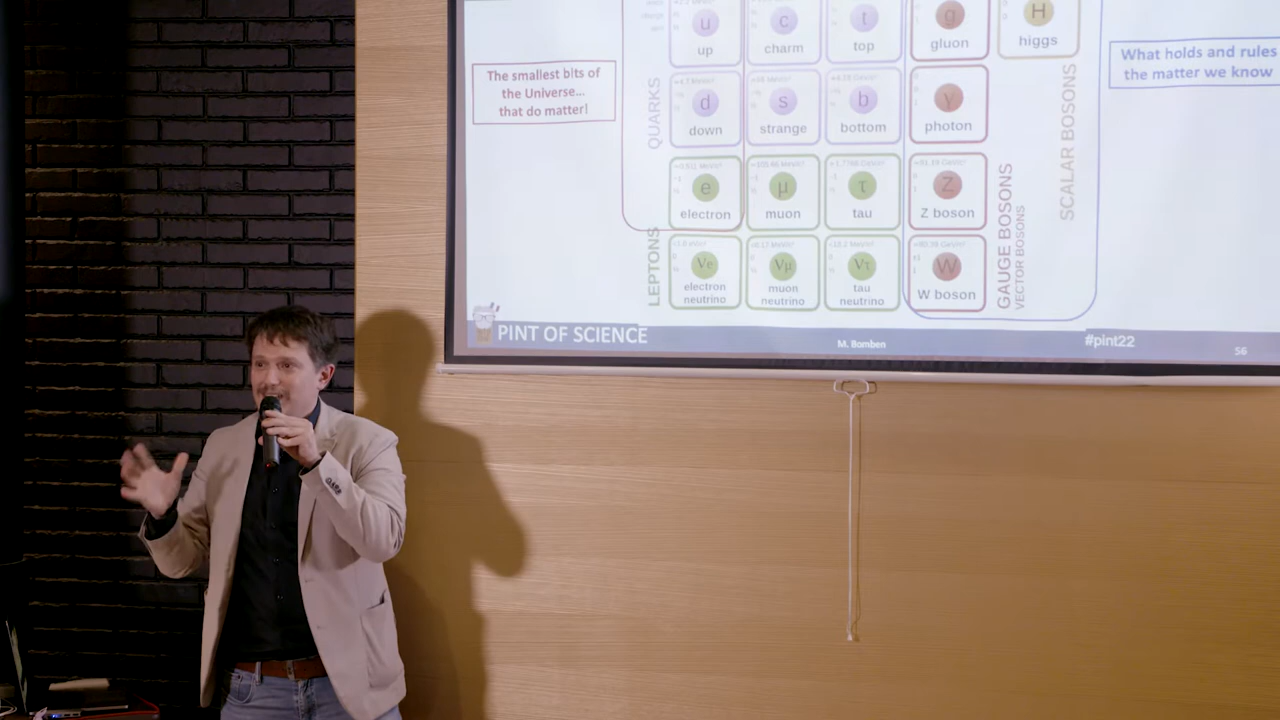 u
c
t
g
H
up
charm
top
gluon
higgs
The smallest bits of
the Universe...
that do matter!
What holds and rules
the matter we know
QUARKS
d
s
b
γ
down
strange
bottom
photon
SCALAR BOSONS
e
μ
τ
Z
electron
muon
tau
Z boson
GAUGE BOSONS
VECTOR BOSONS
LEPTONS
νe
νμ
ντ
W
electron
neutrino
muon
neutrino
tau
neutrino
W boson
PINT OF SCIENCE
M. Bomben
#pint22
56